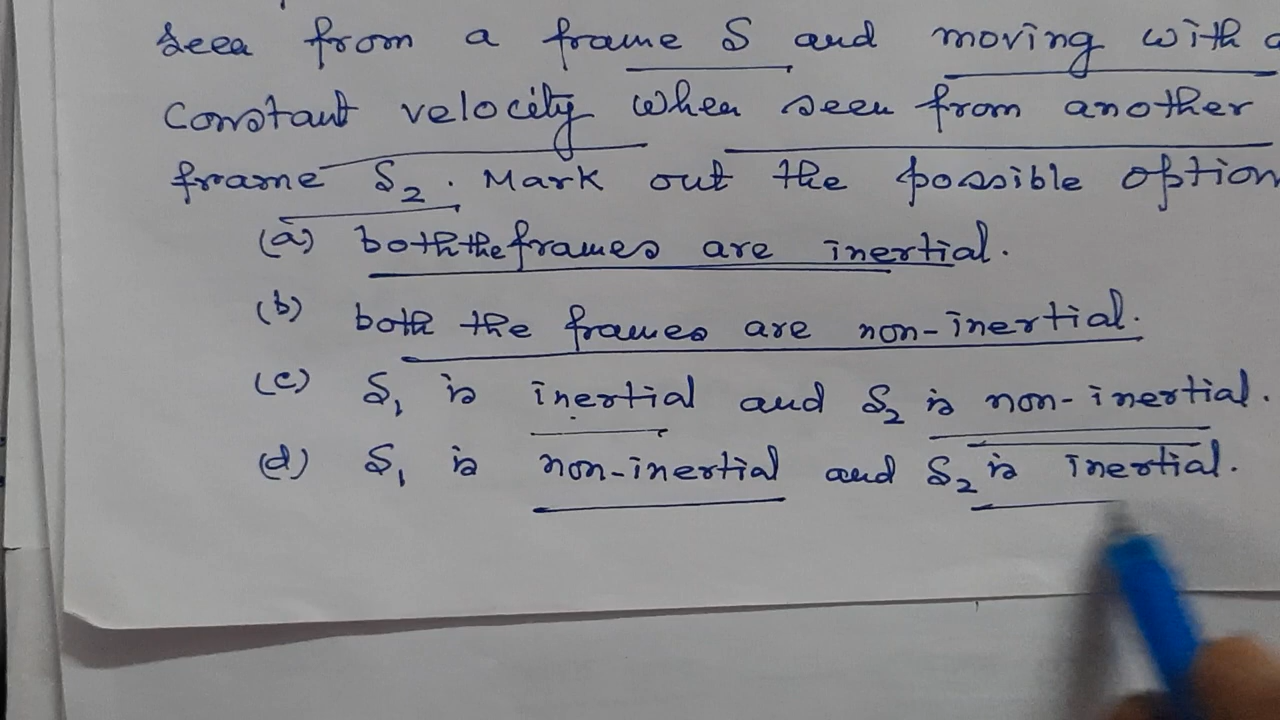 seen from a frame S and moving with a
constant velocity when seen from another
frame S₂. Mark out the possible option
(a) both the frames are inertial.
(b) both the frames are non-inertial.
(c) S₁ is inertial and S₂ is non-inertial.
(d) S₁ is non-inertial and S₂ is inertial.